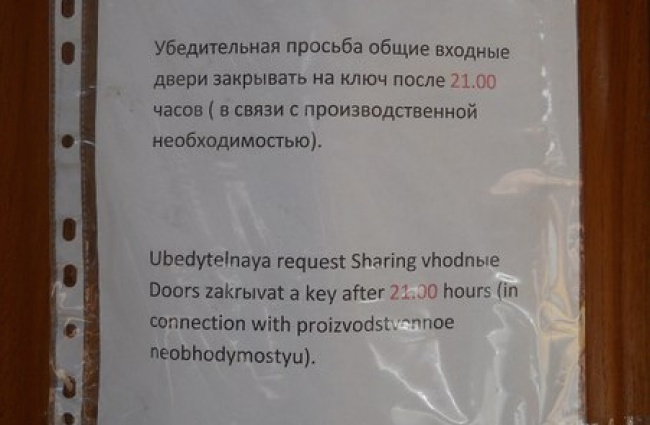 Убедительная просьба общие входные
двери закрывать на ключ после 21.00
часов ( в связи с производственной
необходимостью).
Ubedytelnaya request Sharing vhodnые
Doors zakrыvat a key after 21.00 hours (in
connection with proizvodstvennoe
neobhodymostyu).